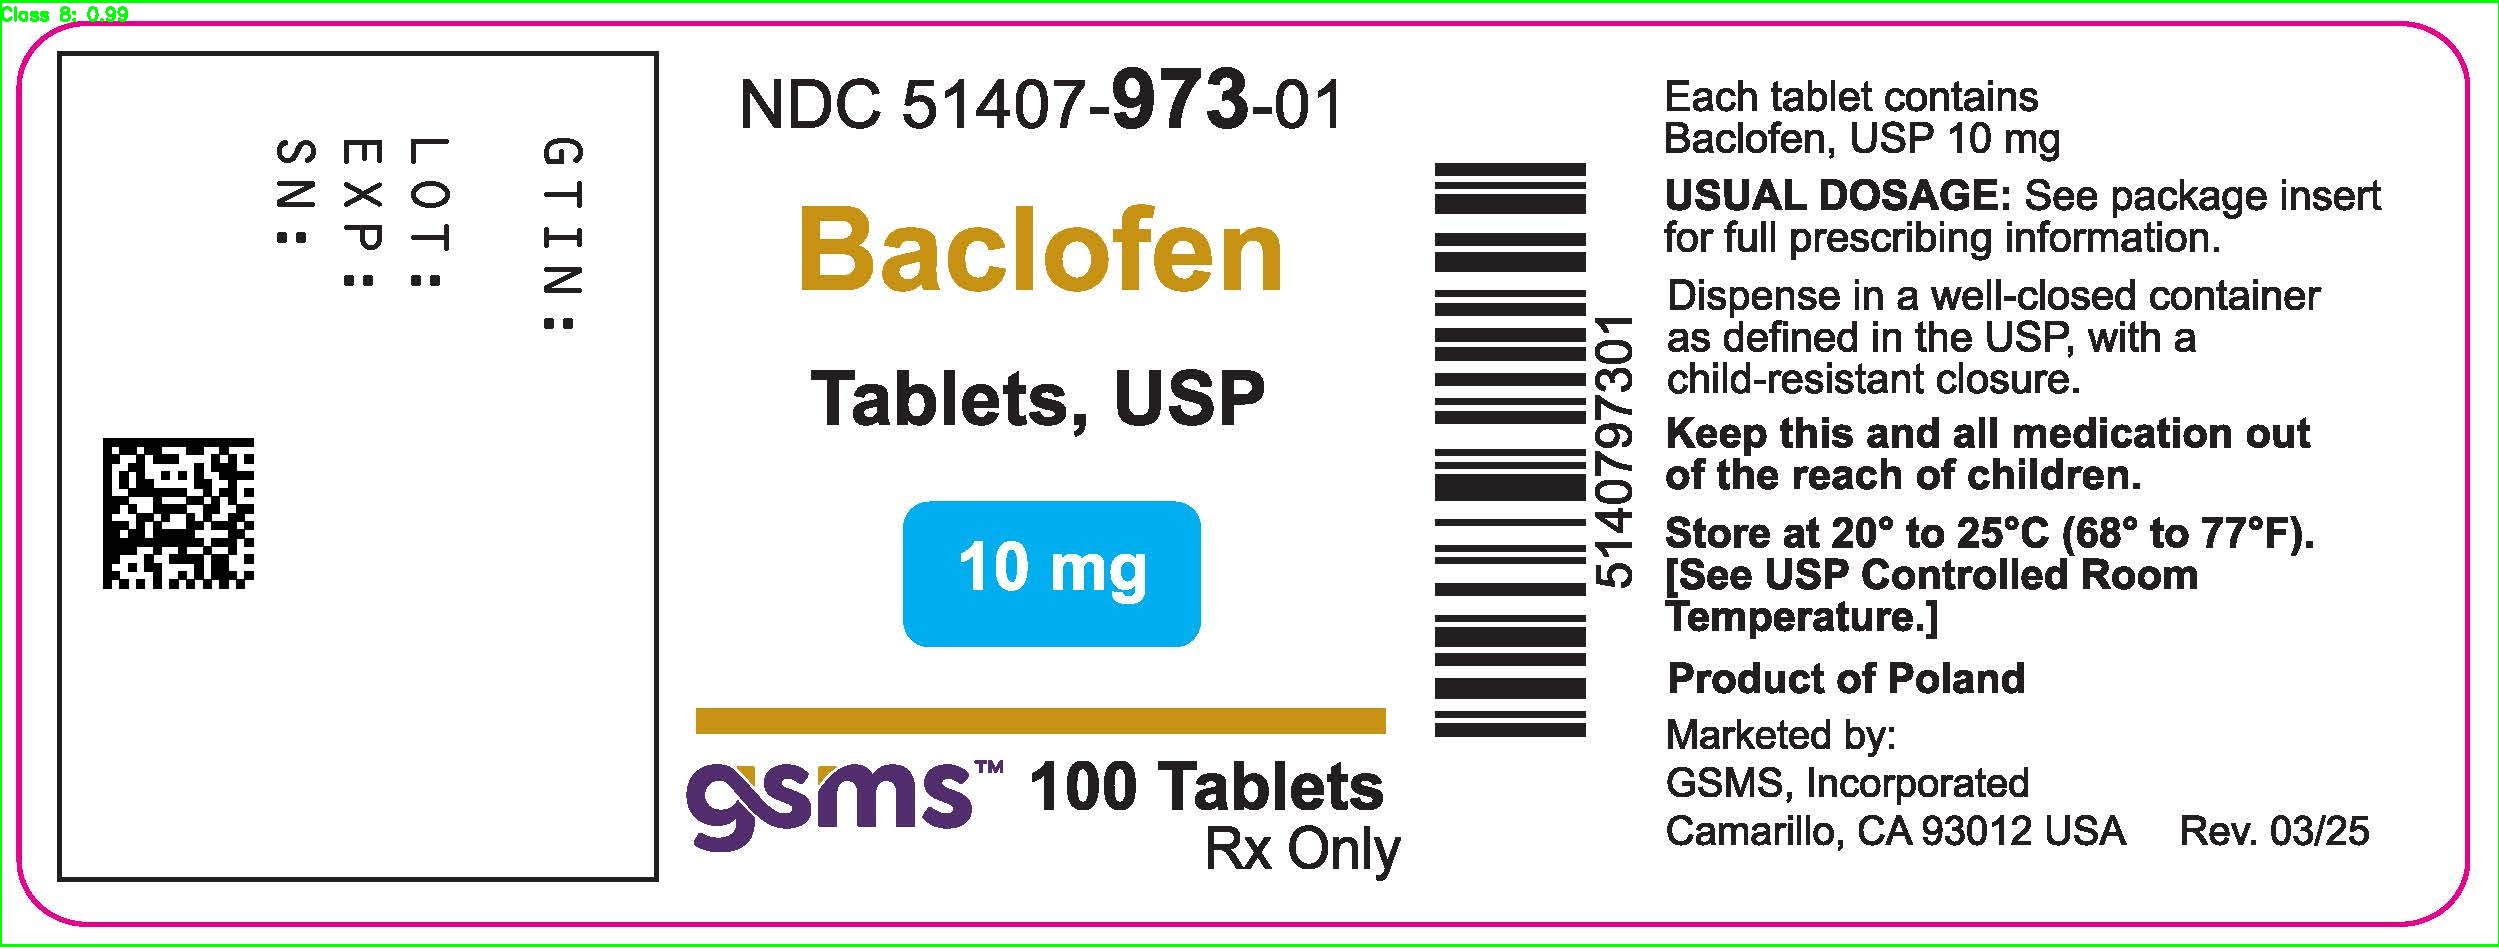 Class 8: 0.99
GTIN:
LOT:
EXP:
SN:
NDC 51407-973-01
Baclofen
Tablets, USP
10 mg
gsms™ 100 Tablets
Rx Only
5140797301
Each tablet contains
Baclofen, USP 10 mg
USUAL DOSAGE: See package insert
for full prescribing information.
Dispense in a well-closed container
as defined in the USP, with a
child-resistant closure.
Keep this and all medication out
of the reach of children.
Store at 20° to 25°C (68° to 77°F).
[See USP Controlled Room
Temperature.]
Product of Poland
Marketed by:
GSMS, Incorporated
Camarillo, CA 93012 USA Rev. 03/25